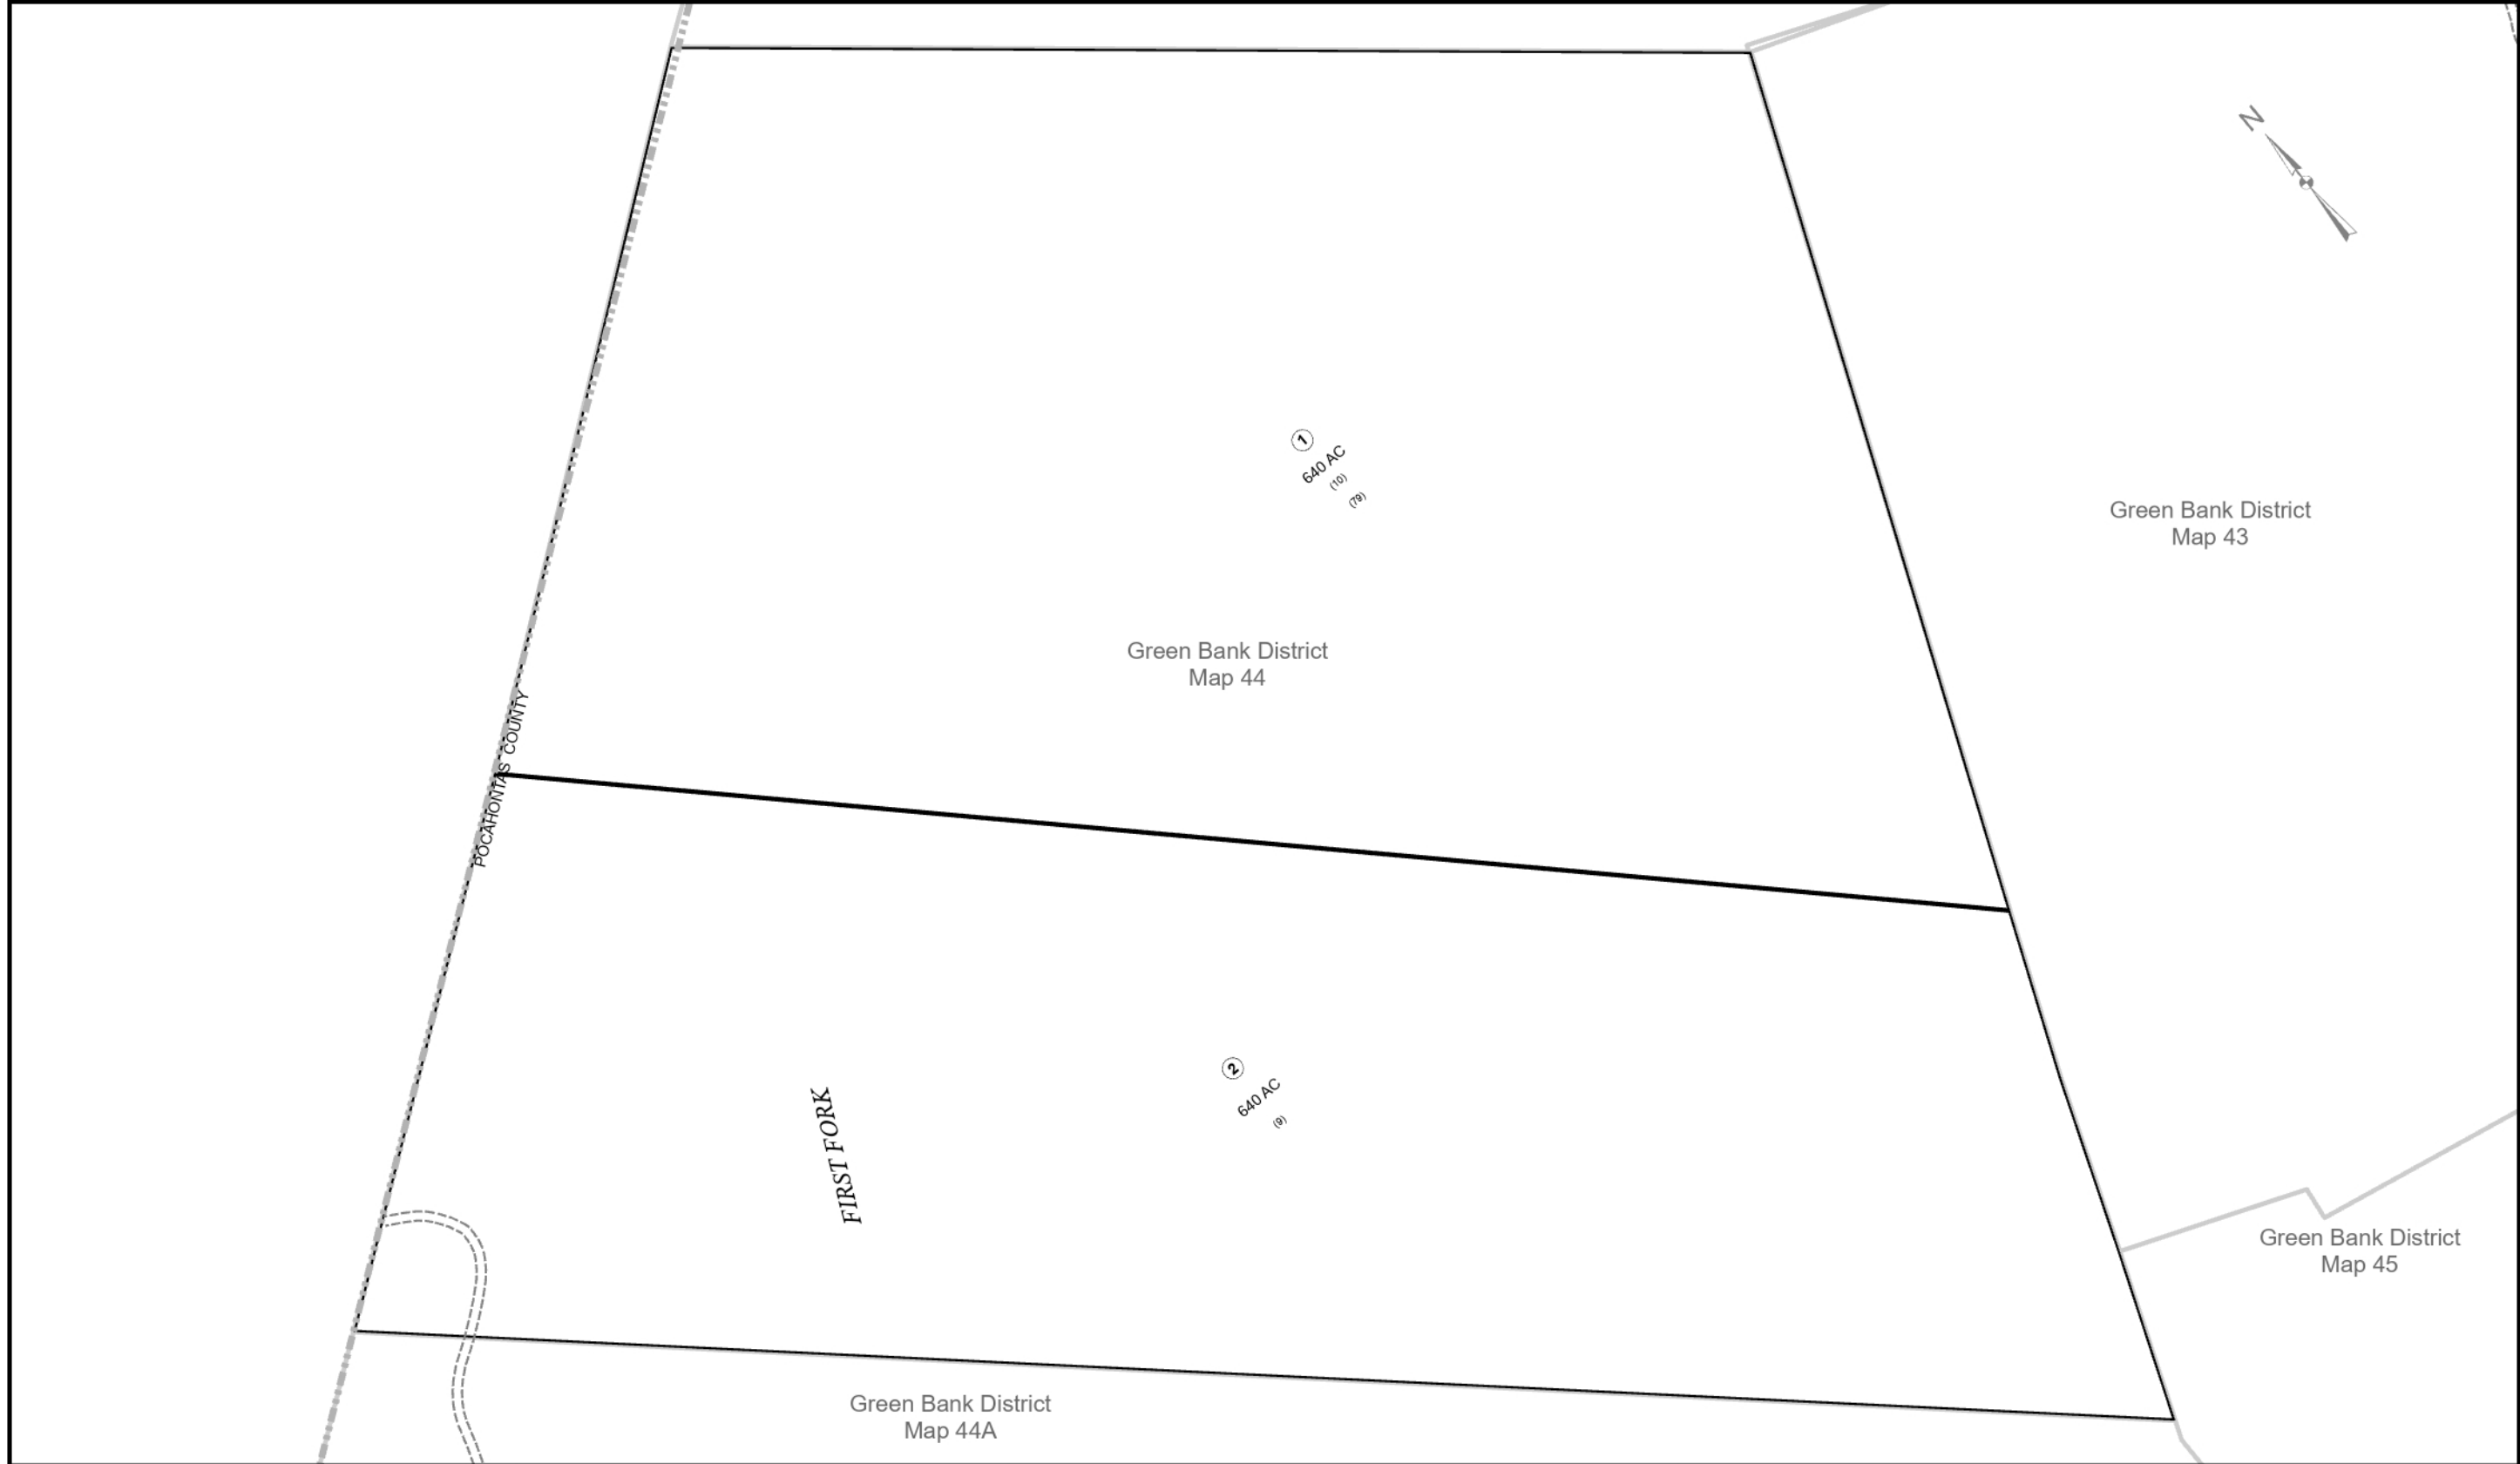 N
1
640 AC
(10)
(79)
Green Bank District
Map 43
Green Bank District
Map 44
POCAHONTAS COUNTY
2
640 AC
(9)
FIRST FORK
Green Bank District
Map 45
Green Bank District
Map 44A